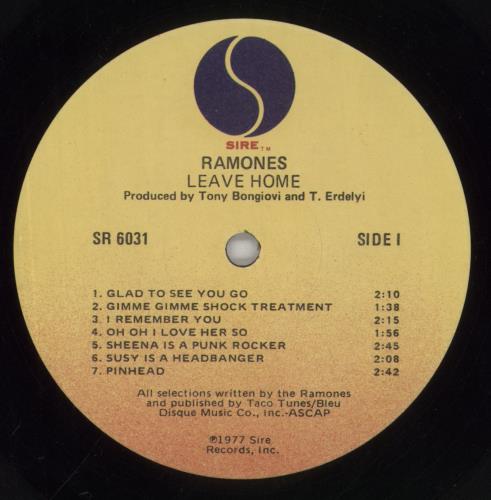 SIRE TM
RAMONES
LEAVE HOME
Produced by Tony Bongiovi and T. Erdelyi
SR 6031 SIDE I
1. GLAD TO SEE YOU GO 2:10
2. GIMME GIMME SHOCK TREATMENT 1:38
3. I REMEMBER YOU 2:15
4. OH OH I LOVE HER SO 1:56
5. SHEENA IS A PUNK ROCKER 2:45
6. SUSY IS A HEADBANGER 2:08
7. PINHEAD 2:42
All selections written by the Ramones
and published by Taco Tunes/Bleu
Disque Music Co., Inc.-ASCAP
℗1977 Sire
Records, Inc.